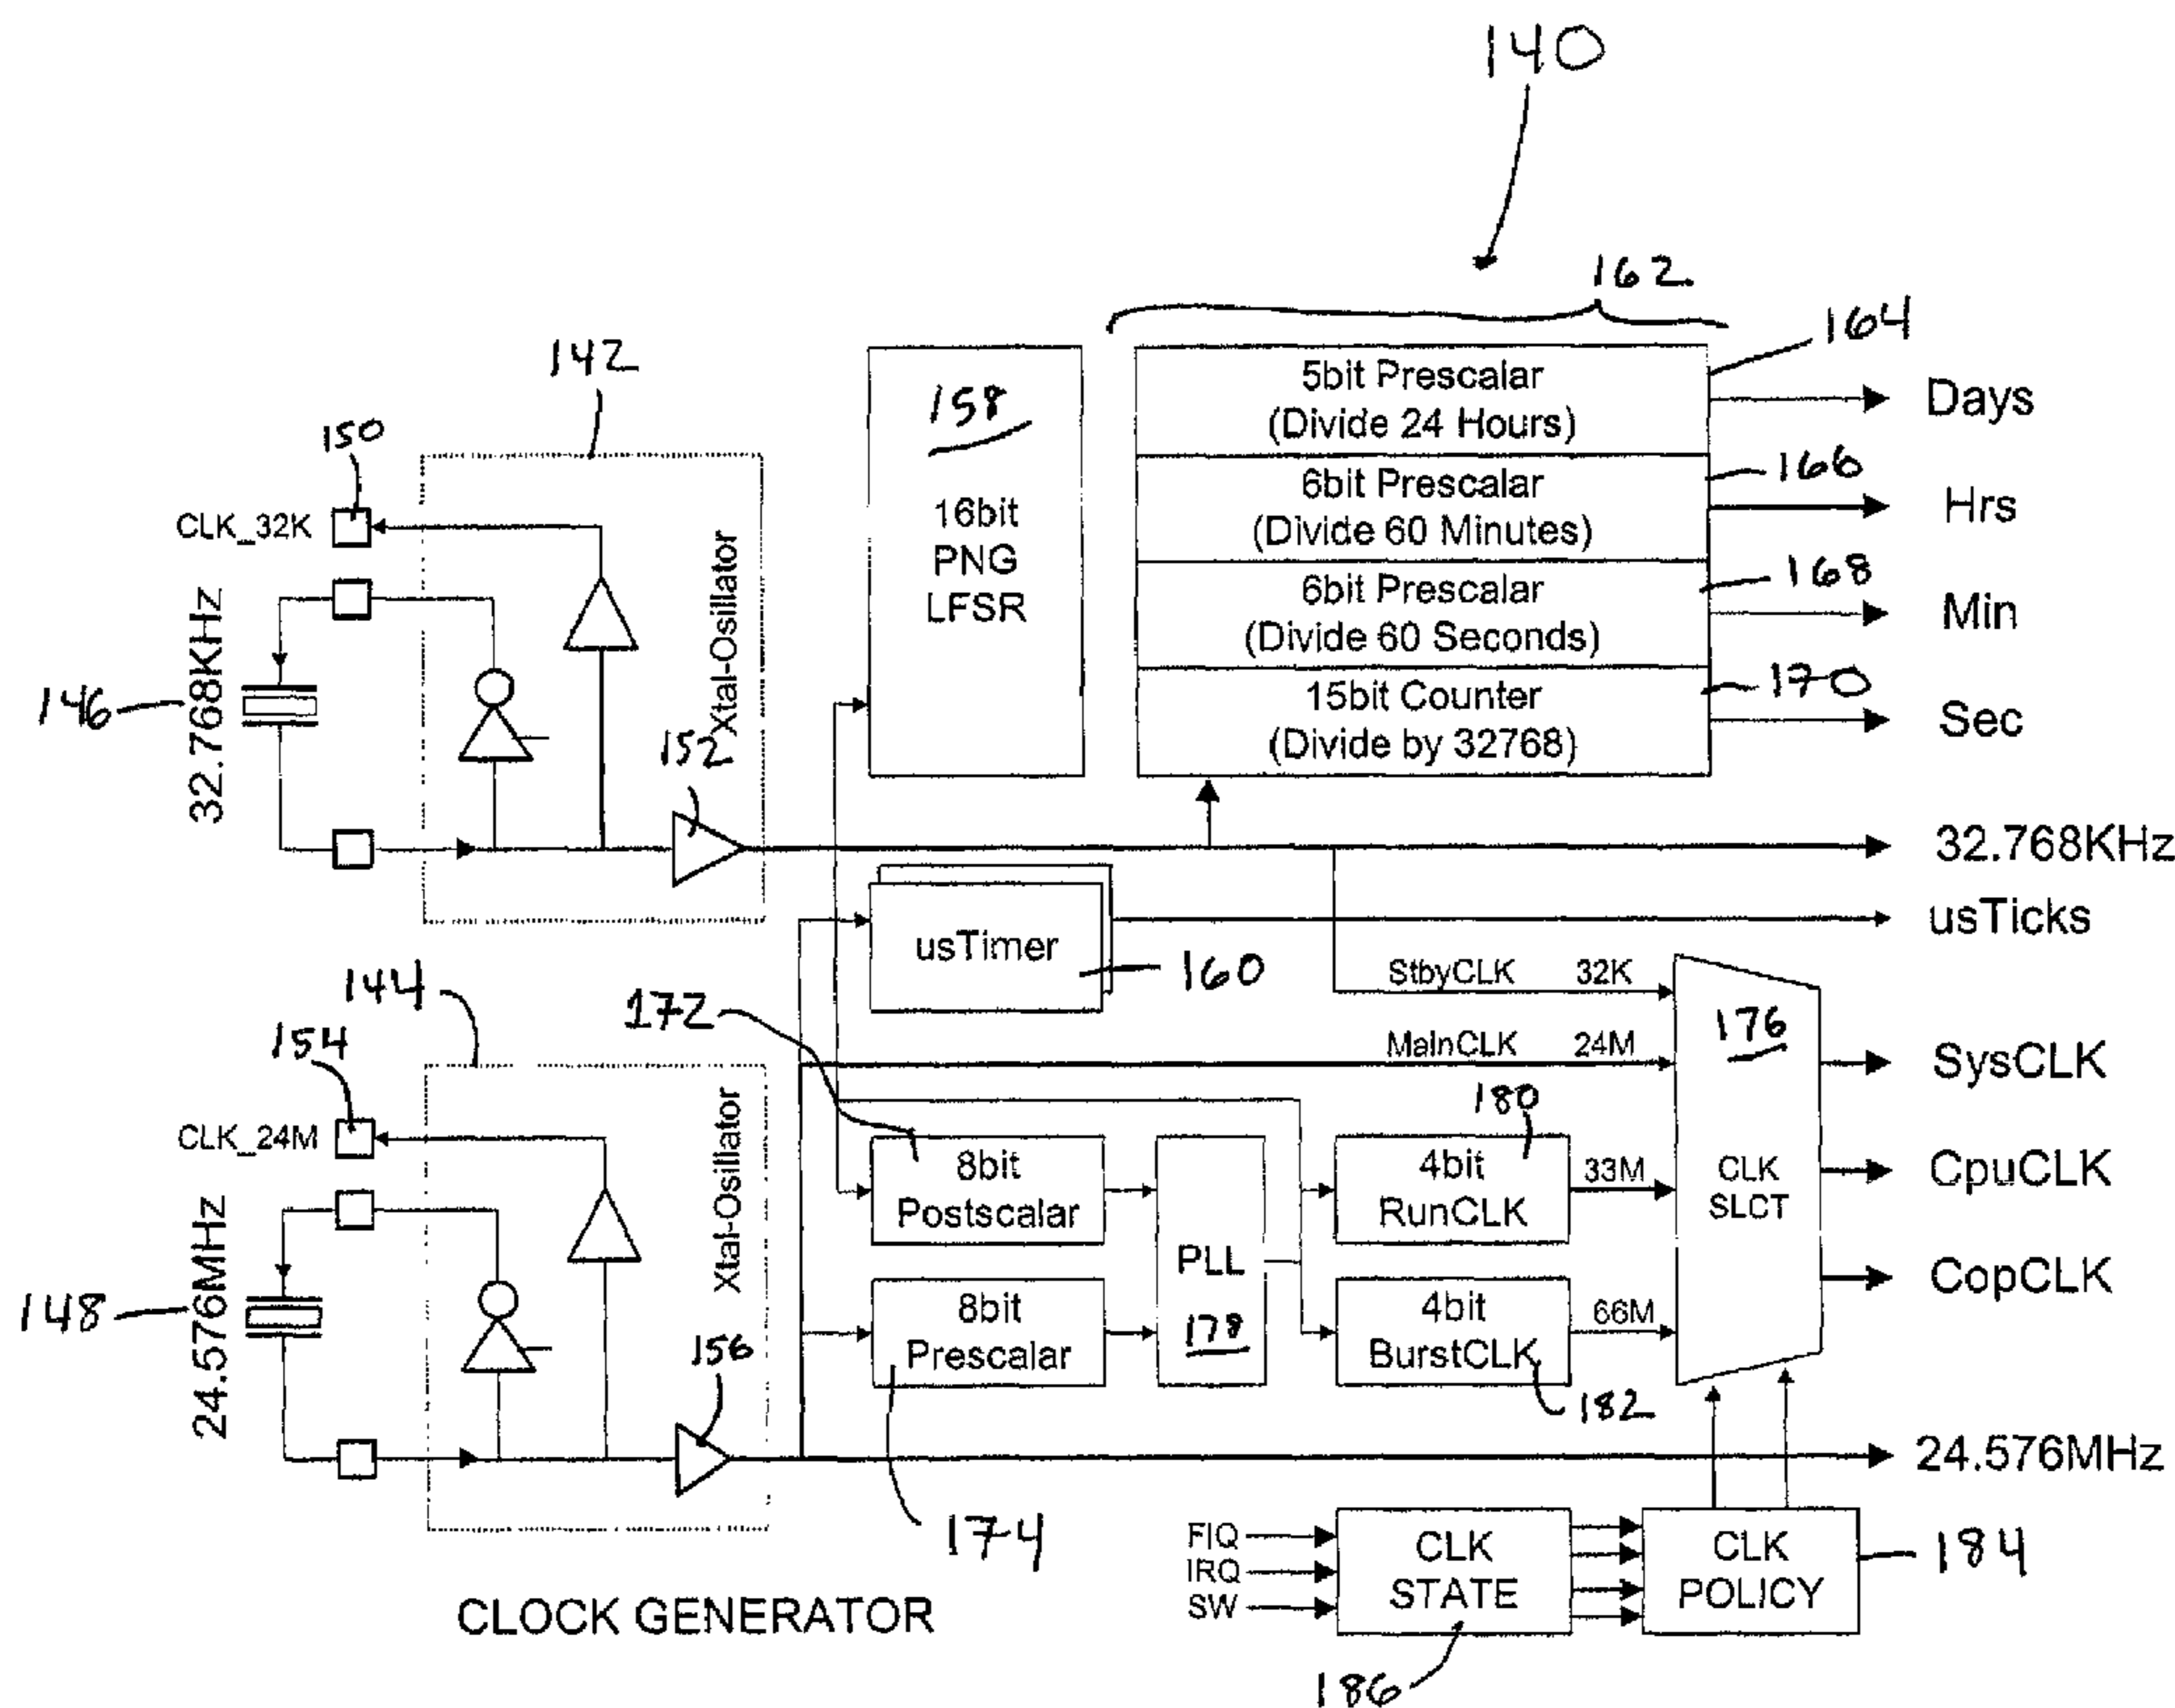 140
162
164
5bit Prescalar
(Divide 24 Hours)
Days
166
6bit Prescalar
(Divide 60 Minutes)
Hrs
168
6bit Prescalar
(Divide 60 Seconds)
Min
170
15bit Counter
(Divide by 32768)
Sec
158
16bit
PNG
LFSR
142
150
CLK_32K
Xtal-Osillator
146
32.768KHz
152
32.768KHz
usTimer
160
usTicks
StbyCLK 32K
MainCLK 24M
144
154
CLK_24M
Xtal-Osillator
148
24.576MHz
156
172
8bit
Postscalar
8bit
Prescalar
174
PLL
178
180
4bit
RunCLK
33M
4bit
BurstCLK
66M
182
176
CLK
SLCT
SysCLK
CpuCLK
CopCLK
24.576MHz
FIQ
IRQ
SW
CLK
STATE
186
CLK
POLICY
184
CLOCK GENERATOR